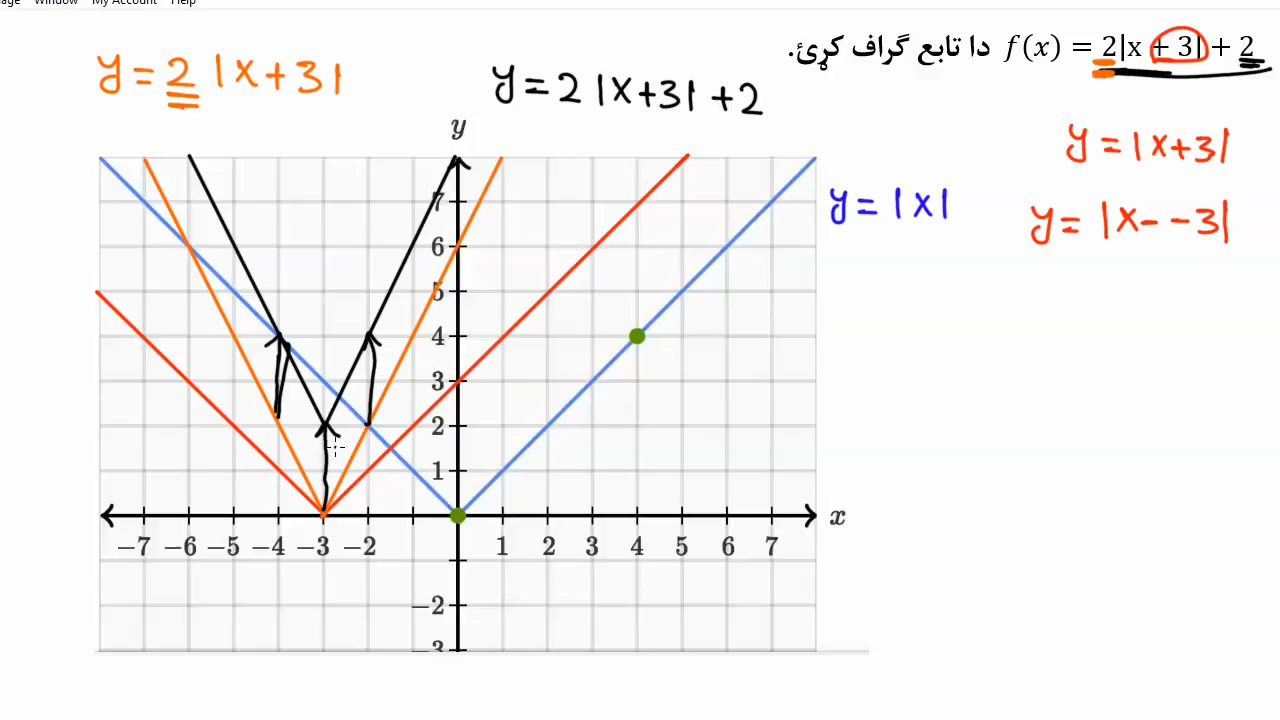 Window My Account Help
دا تابع گراف کړئ. f(x) = 2|x + 3| + 2
y = 2 |x+3|
y = 2 |x+3| + 2
y = |x+3|
y = |x|
y = |x - -3|
y
7
6
5
4
3
2
1
x
−7 −6 −5 −4 −3 −2 1 2 3 4 5 6 7
−2